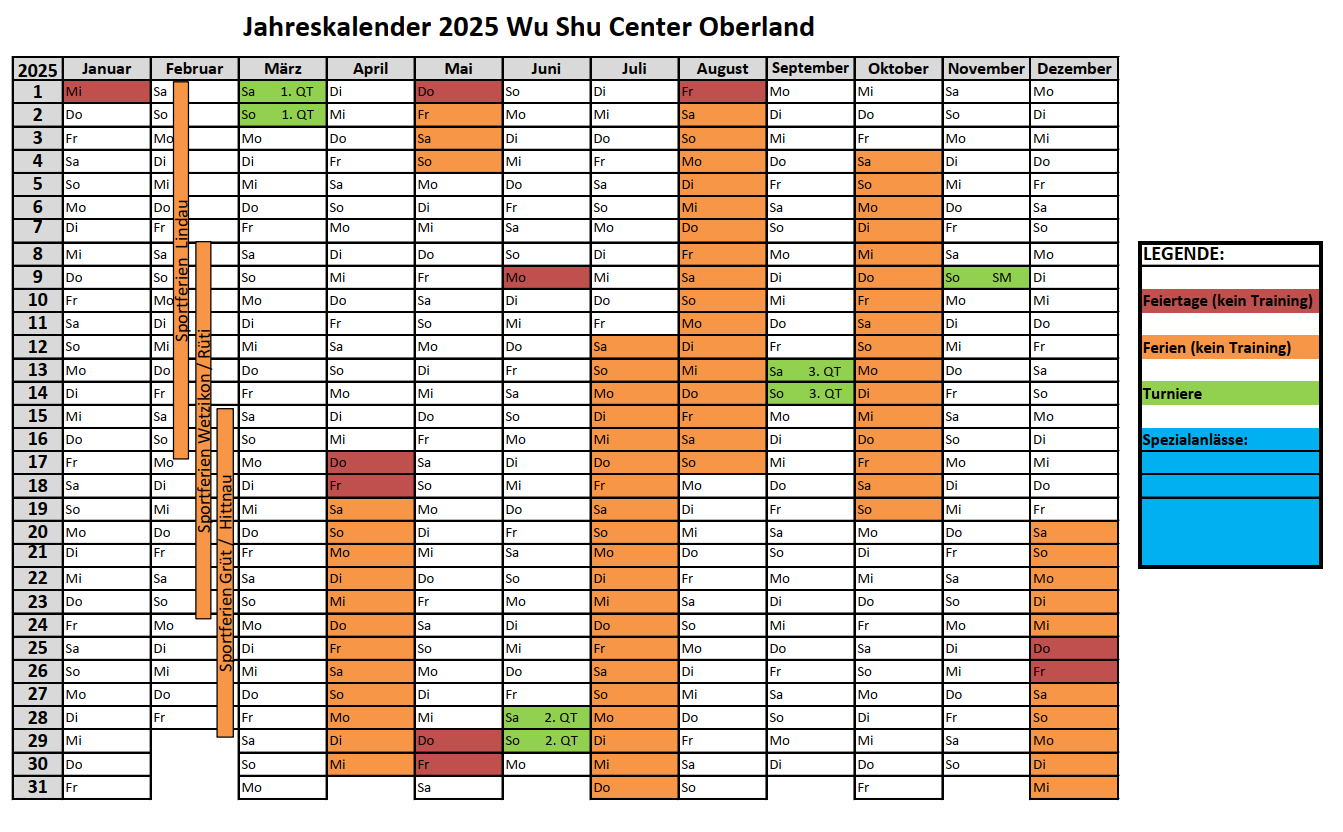 Jahreskalender 2025 Wu Shu Center Oberland
2025 Januar Februar März April Mai Juni Juli August September Oktober November Dezember
1 Mi Sa Sa 1. QT Di Do So Di Fr Mo Mi Sa Mo
2 Do So So 1. QT Mi Fr Mo Mi Sa Di Do So Di
3 Fr Mo Mo Do Sa Di Do So Mi Fr Mo Mi
4 Sa Di Di Fr So Mi Fr Mo Do Sa Di Do
5 So Mi Mi Sa Mo Do Sa Di Fr So Mi Fr
6 Mo Do Do So Di Fr So Mi Sa Mo Do Sa
7 Di Fr Fr Mo Mi Sa Mo Do So Di Fr So
8 Mi Sa Sa Di Do So Di Fr Mo Mi Sa Mo
9 Do So So Mi Fr Mo Mi Sa Di Do So SM Di
10 Fr Mo Mo Do Sa Di Do So Mi Fr Mo Mi
11 Sa Di Di Fr So Mi Fr Mo Do Sa Di Do
12 So Mi Mi Sa Mo Do Sa Di Fr So Mi Fr
13 Mo Do Do So Di Fr So Mi Sa 3. QT Mo Do Sa
14 Di Fr Fr Mo Mi Sa Mo Do So 3. QT Di Fr So
15 Mi Sa Sa Di Do So Di Fr Mo Mi Sa Mo
16 Do So So Mi Fr Mo Mi Sa Di Do So Di
17 Fr Mo Mo Do Sa Di Do So Mi Fr Mo Mi
18 Sa Di Di Fr So Mi Fr Mo Do Sa Di Do
19 So Mi Mi Sa Mo Do Sa Di Fr So Mi Fr
20 Mo Do Do So Di Fr So Mi Sa Mo Do Sa
21 Di Fr Fr Mo Mi Sa Mo Do So Di Fr So
22 Mi Sa Sa Di Do So Di Fr Mo Mi Sa Mo
23 Do So So Mi Fr Mo Mi Sa Di Do So Di
24 Fr Mo Mo Do Sa Di Do So Mi Fr Mo Mi
25 Sa Di Di Fr So Mi Fr Mo Do Sa Di Do
26 So Mi Mi Sa Mo Do Sa Di Fr So Mi Fr
27 Mo Do Do So Di Fr So Mi Sa Mo Do Sa
28 Di Fr Fr Mo Mi Sa 2. QT Mo Do So Di Fr So
29 Mi Sa Di Do So 2. QT Di Fr Mo Mi Sa Mo
30 Do So Mi Fr Mo Mi Sa Di Do So Di
31 Fr Mo Sa Do So Fr Mi
Sportferien Lindau
Sportferien Wetzikon / Rüti
Sportferien Grüt / Hittnau
LEGENDE:
Feiertage (kein Training)
Ferien (kein Training)
Turniere
Spezialanlässe: